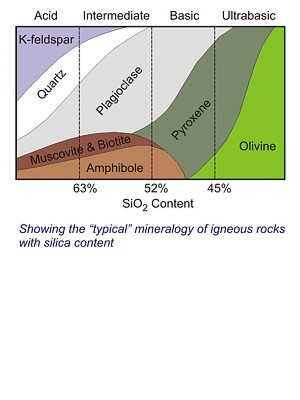 Acid Intermediate Basic Ultrabasic
K-feldspar
Quartz
Plagioclase
Pyroxene
Olivine
Muscovite & Biotite
Amphibole
63% 52% 45%
SiO2 Content
Showing the “typical” mineralogy of igneous rocks
with silica content